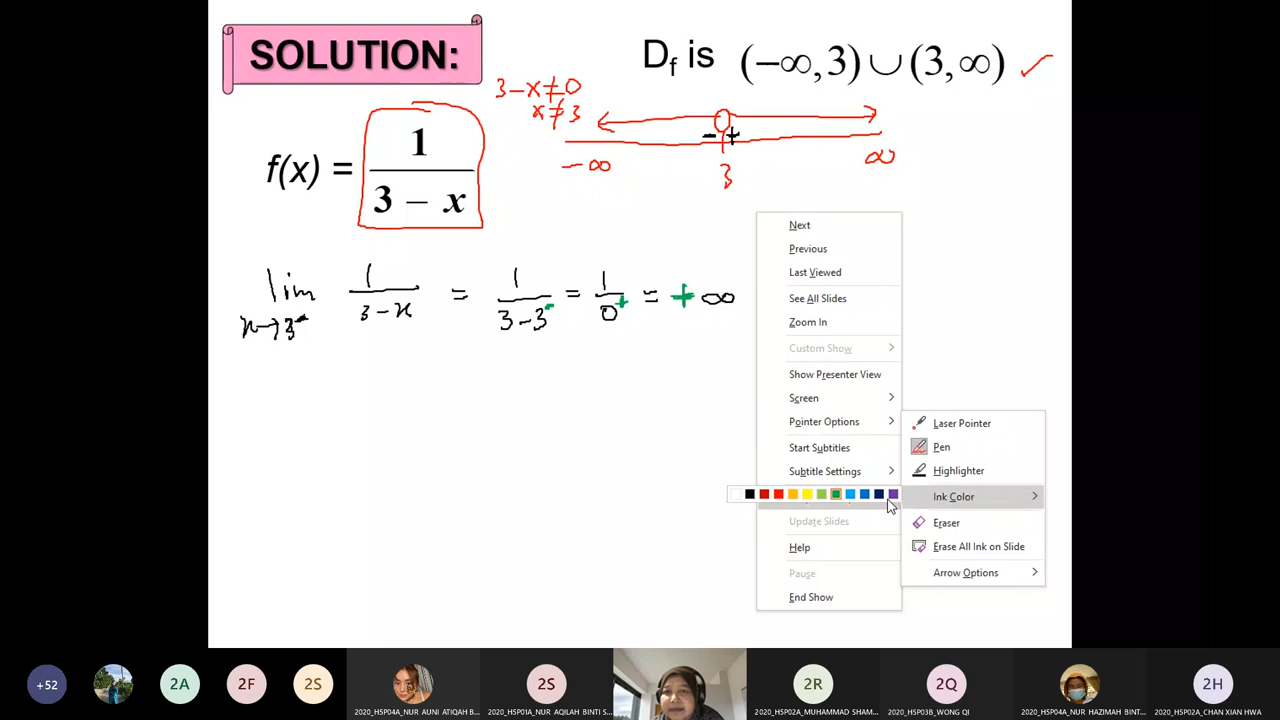 SOLUTION:
D_f is (−∞, 3) ∪ (3, ∞) ✓
3 − x ≠ 0
x ≠ 3
f(x) = 1 / (3 − x)
− +
−∞ 3 ∞
lim x→3⁻ 1/(3 − x) = 1/(3 − 3⁻) = 1/0⁺ = + ∞
Next
Previous
Last Viewed
See All Slides
Zoom In
Custom Show
Show Presenter View
Screen
Pointer Options
Start Subtitles
Subtitle Settings
Update Slides
Help
Pause
End Show
Laser Pointer
Pen
Highlighter
Ink Color
Eraser
Erase All Ink on Slide
Arrow Options
+52
2A
2F
2S
2S
2R
2Q
2H
2020_HSP04A_NUR AUNI ATIQAH B...
2020_HSP01A_NUR AQILAH BINTI S...
2020_HSP02A_MUHAMMAD SHAM...
2020_HSP03B_WONG QI
2020_HSP04A_NUR HAZIMAH BINT...
2020_HSP02A_CHAN XIAN HWA